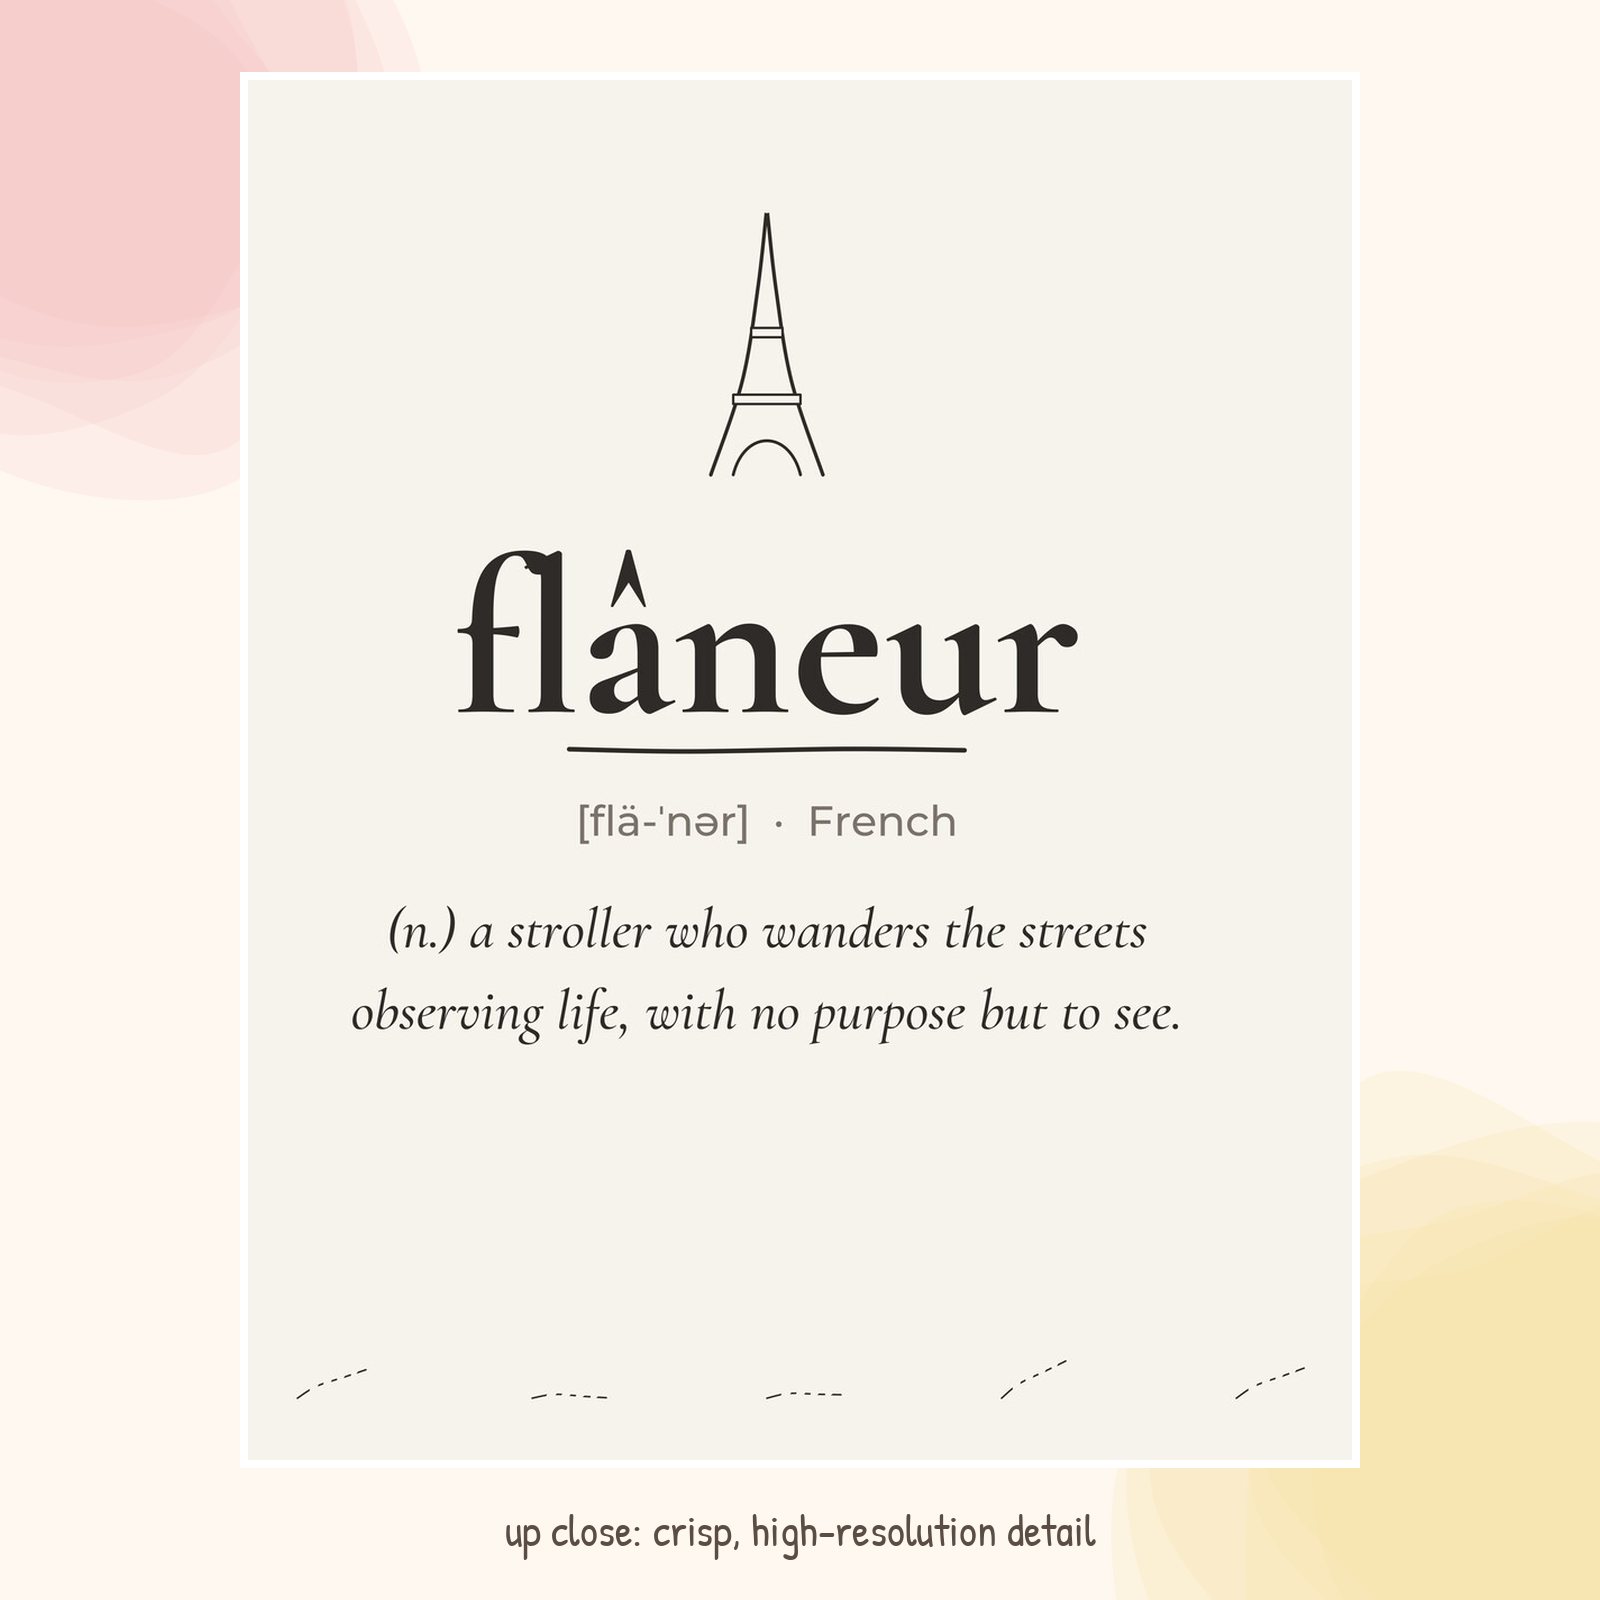 flâneur
[flä-ˈnər] · French
(n.) a stroller who wanders the streets
observing life, with no purpose but to see.
up close: crisp, high-resolution detail